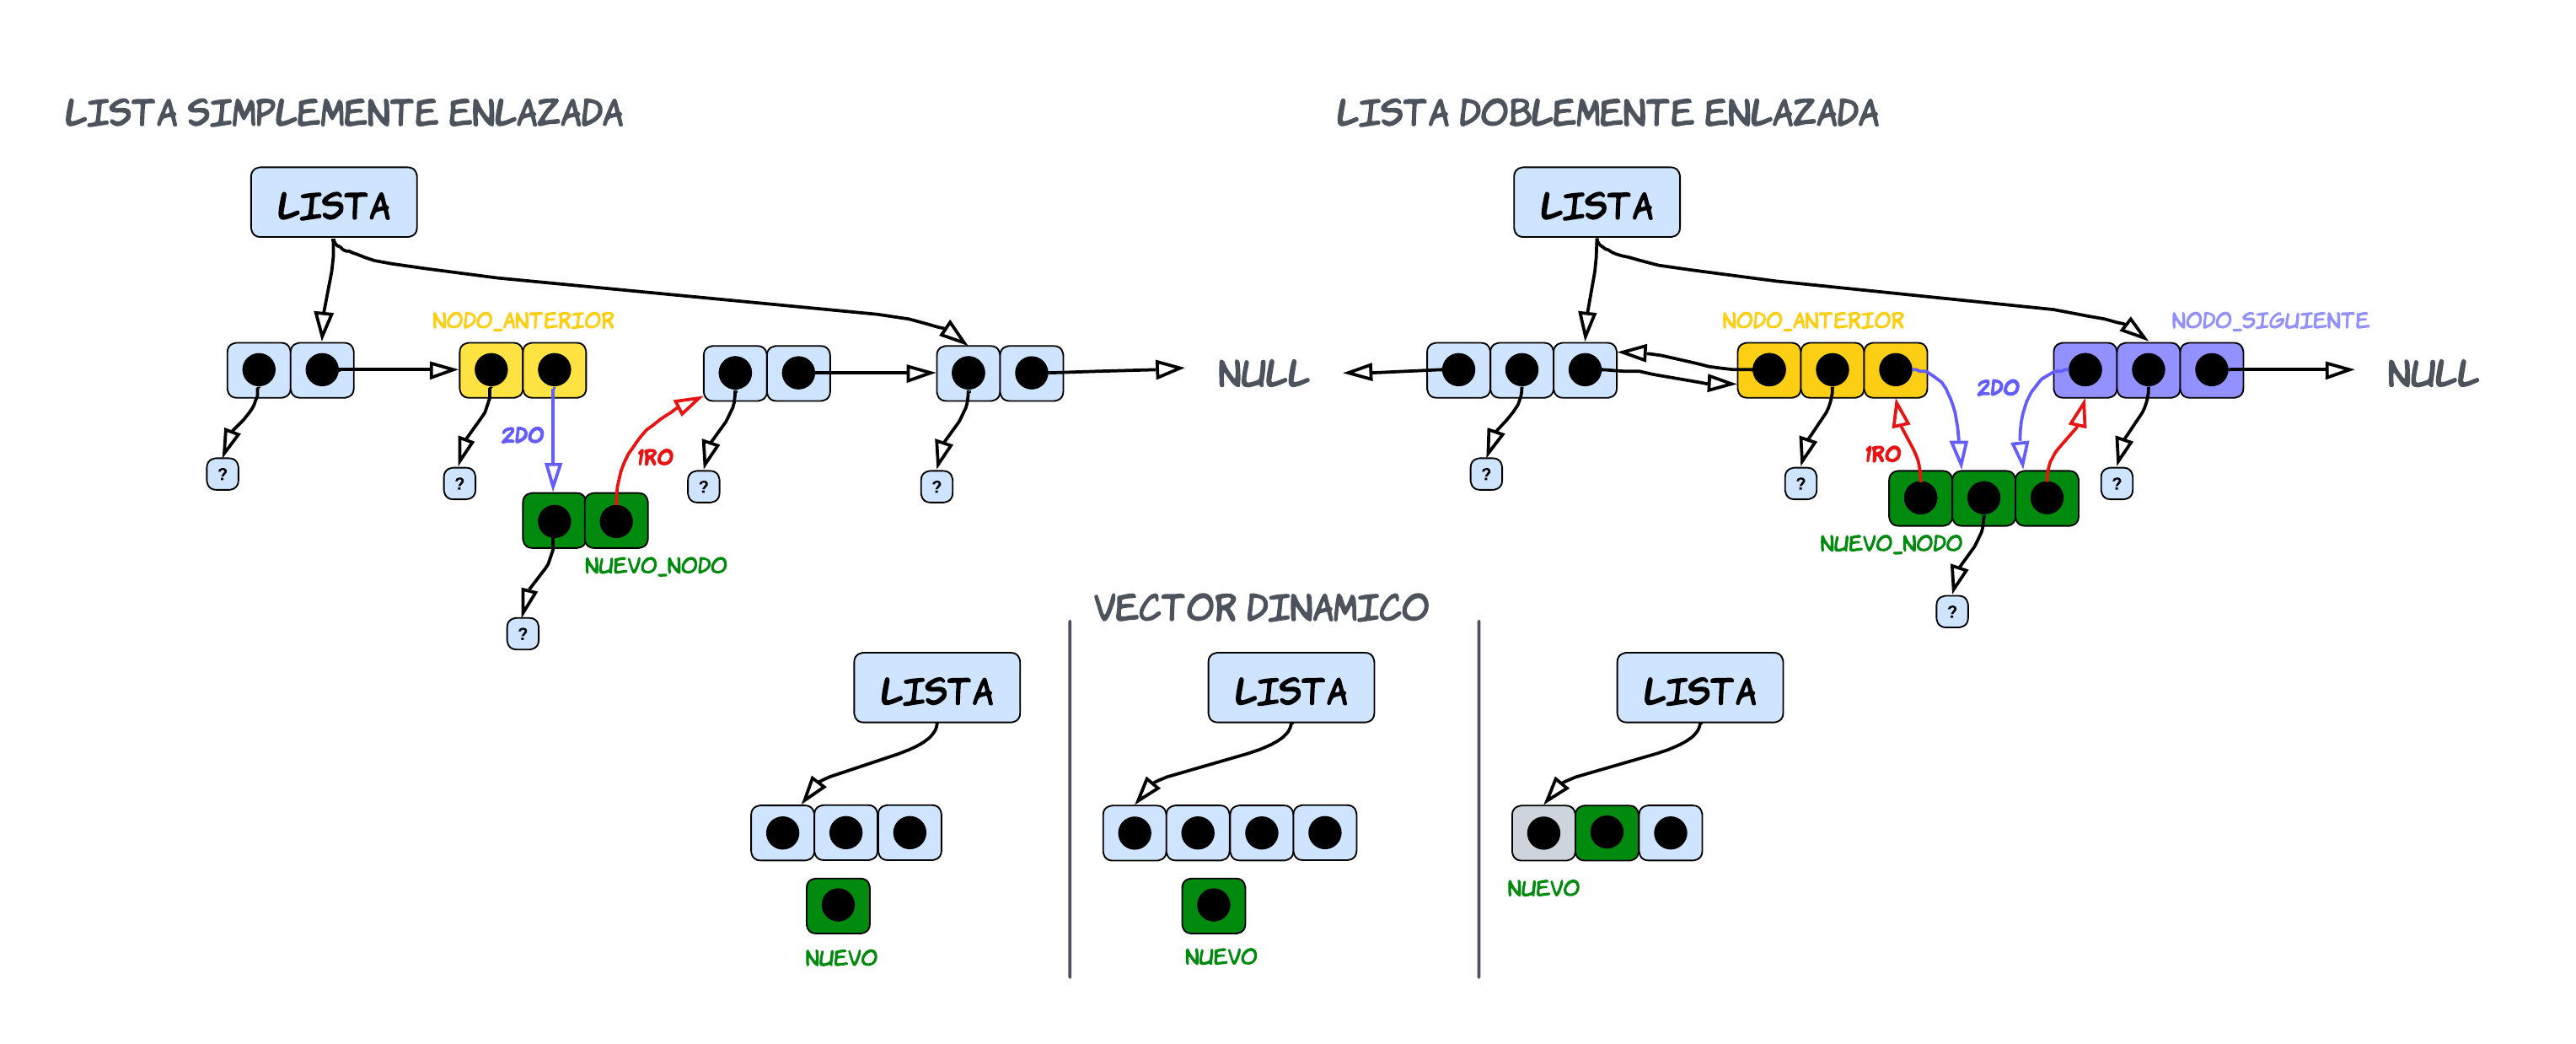 LISTA SIMPLEMENTE ENLAZADA
LISTA
NODO_ANTERIOR
NULL
2DO
1RO
?
?
?
?
NUEVO_NODO
?
LISTA DOBLEMENTE ENLAZADA
LISTA
NODO_ANTERIOR
NODO_SIGUIENTE
NULL
2DO
1RO
?
?
?
NUEVO_NODO
?
VECTOR DINAMICO
LISTA
NUEVO
LISTA
NUEVO
LISTA
NUEVO